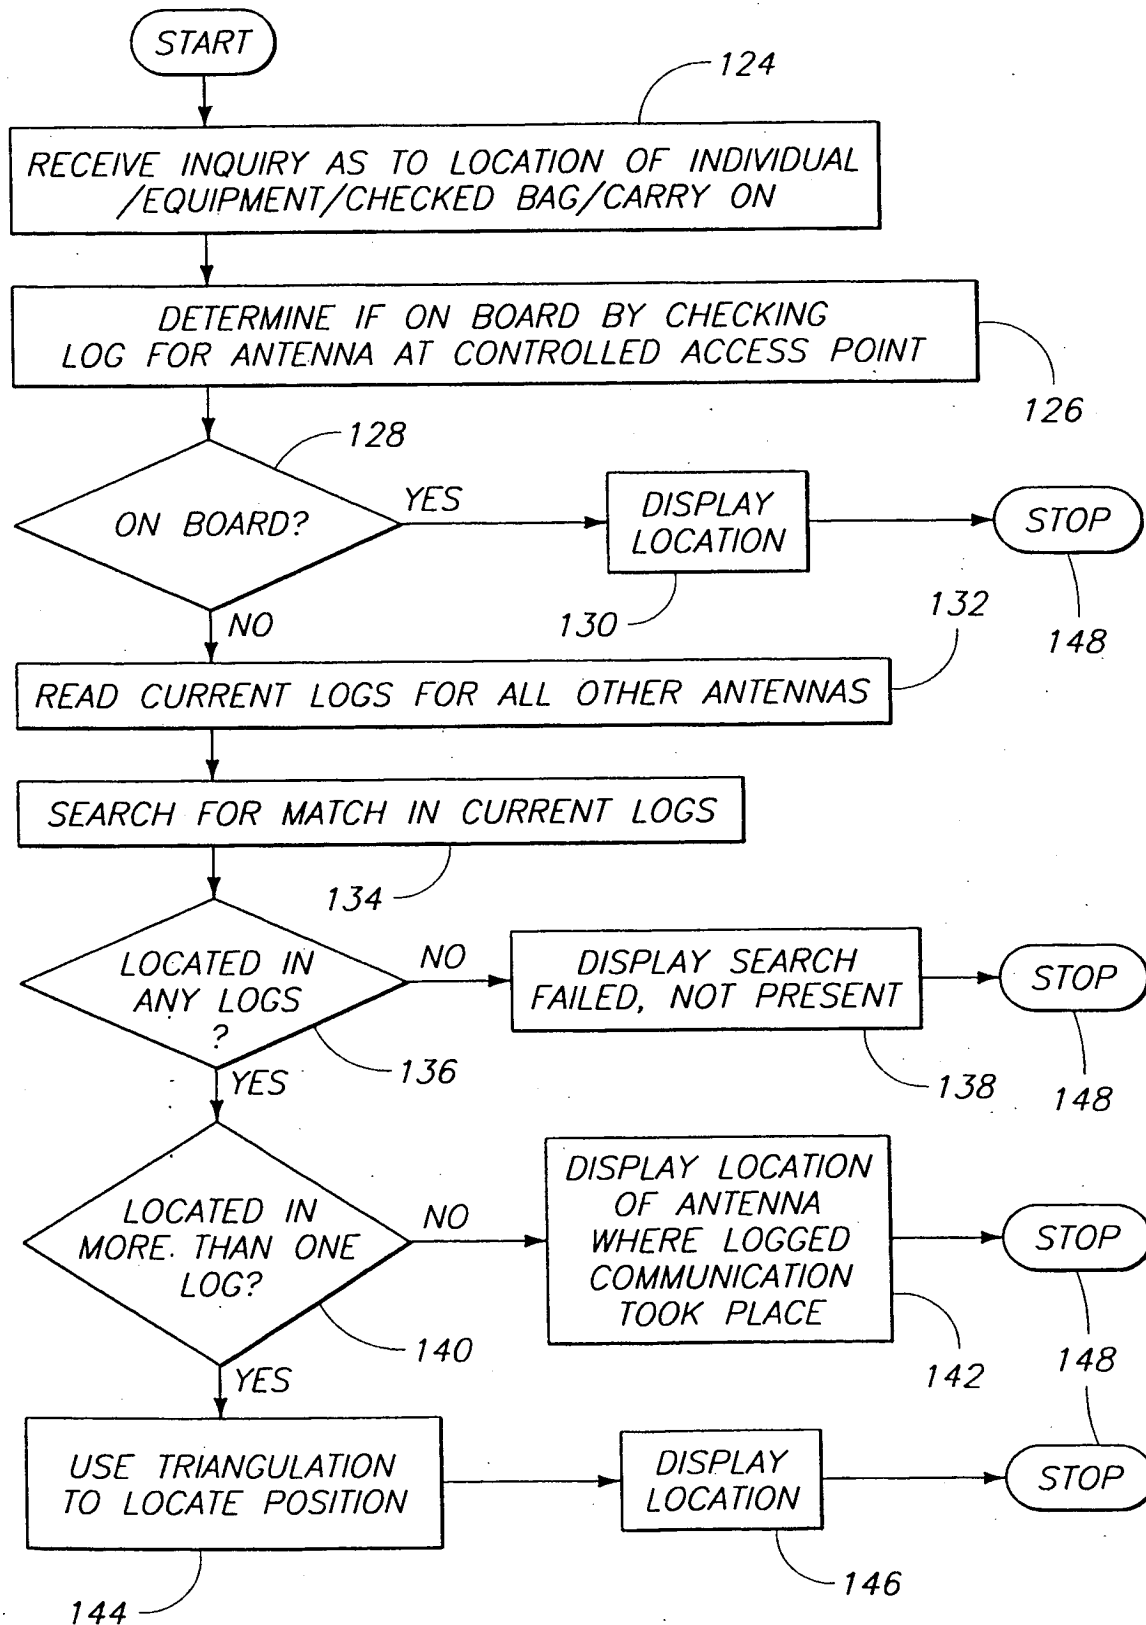 START
124
RECEIVE INQUIRY AS TO LOCATION OF INDIVIDUAL
/EQUIPMENT/CHECKED BAG/CARRY ON
DETERMINE IF ON BOARD BY CHECKING
LOG FOR ANTENNA AT CONTROLLED ACCESS POINT
126
128
ON BOARD?
YES
DISPLAY
LOCATION
STOP
130
132
148
NO
READ CURRENT LOGS FOR ALL OTHER ANTENNAS
SEARCH FOR MATCH IN CURRENT LOGS
134
LOCATED IN
ANY LOGS
?
NO
DISPLAY SEARCH
FAILED, NOT PRESENT
STOP
136
138
148
YES
LOCATED IN
MORE THAN ONE
LOG?
NO
DISPLAY LOCATION
OF ANTENNA
WHERE LOGGED
COMMUNICATION
TOOK PLACE
STOP
140
142
148
YES
USE TRIANGULATION
TO LOCATE POSITION
DISPLAY
LOCATION
STOP
144
146